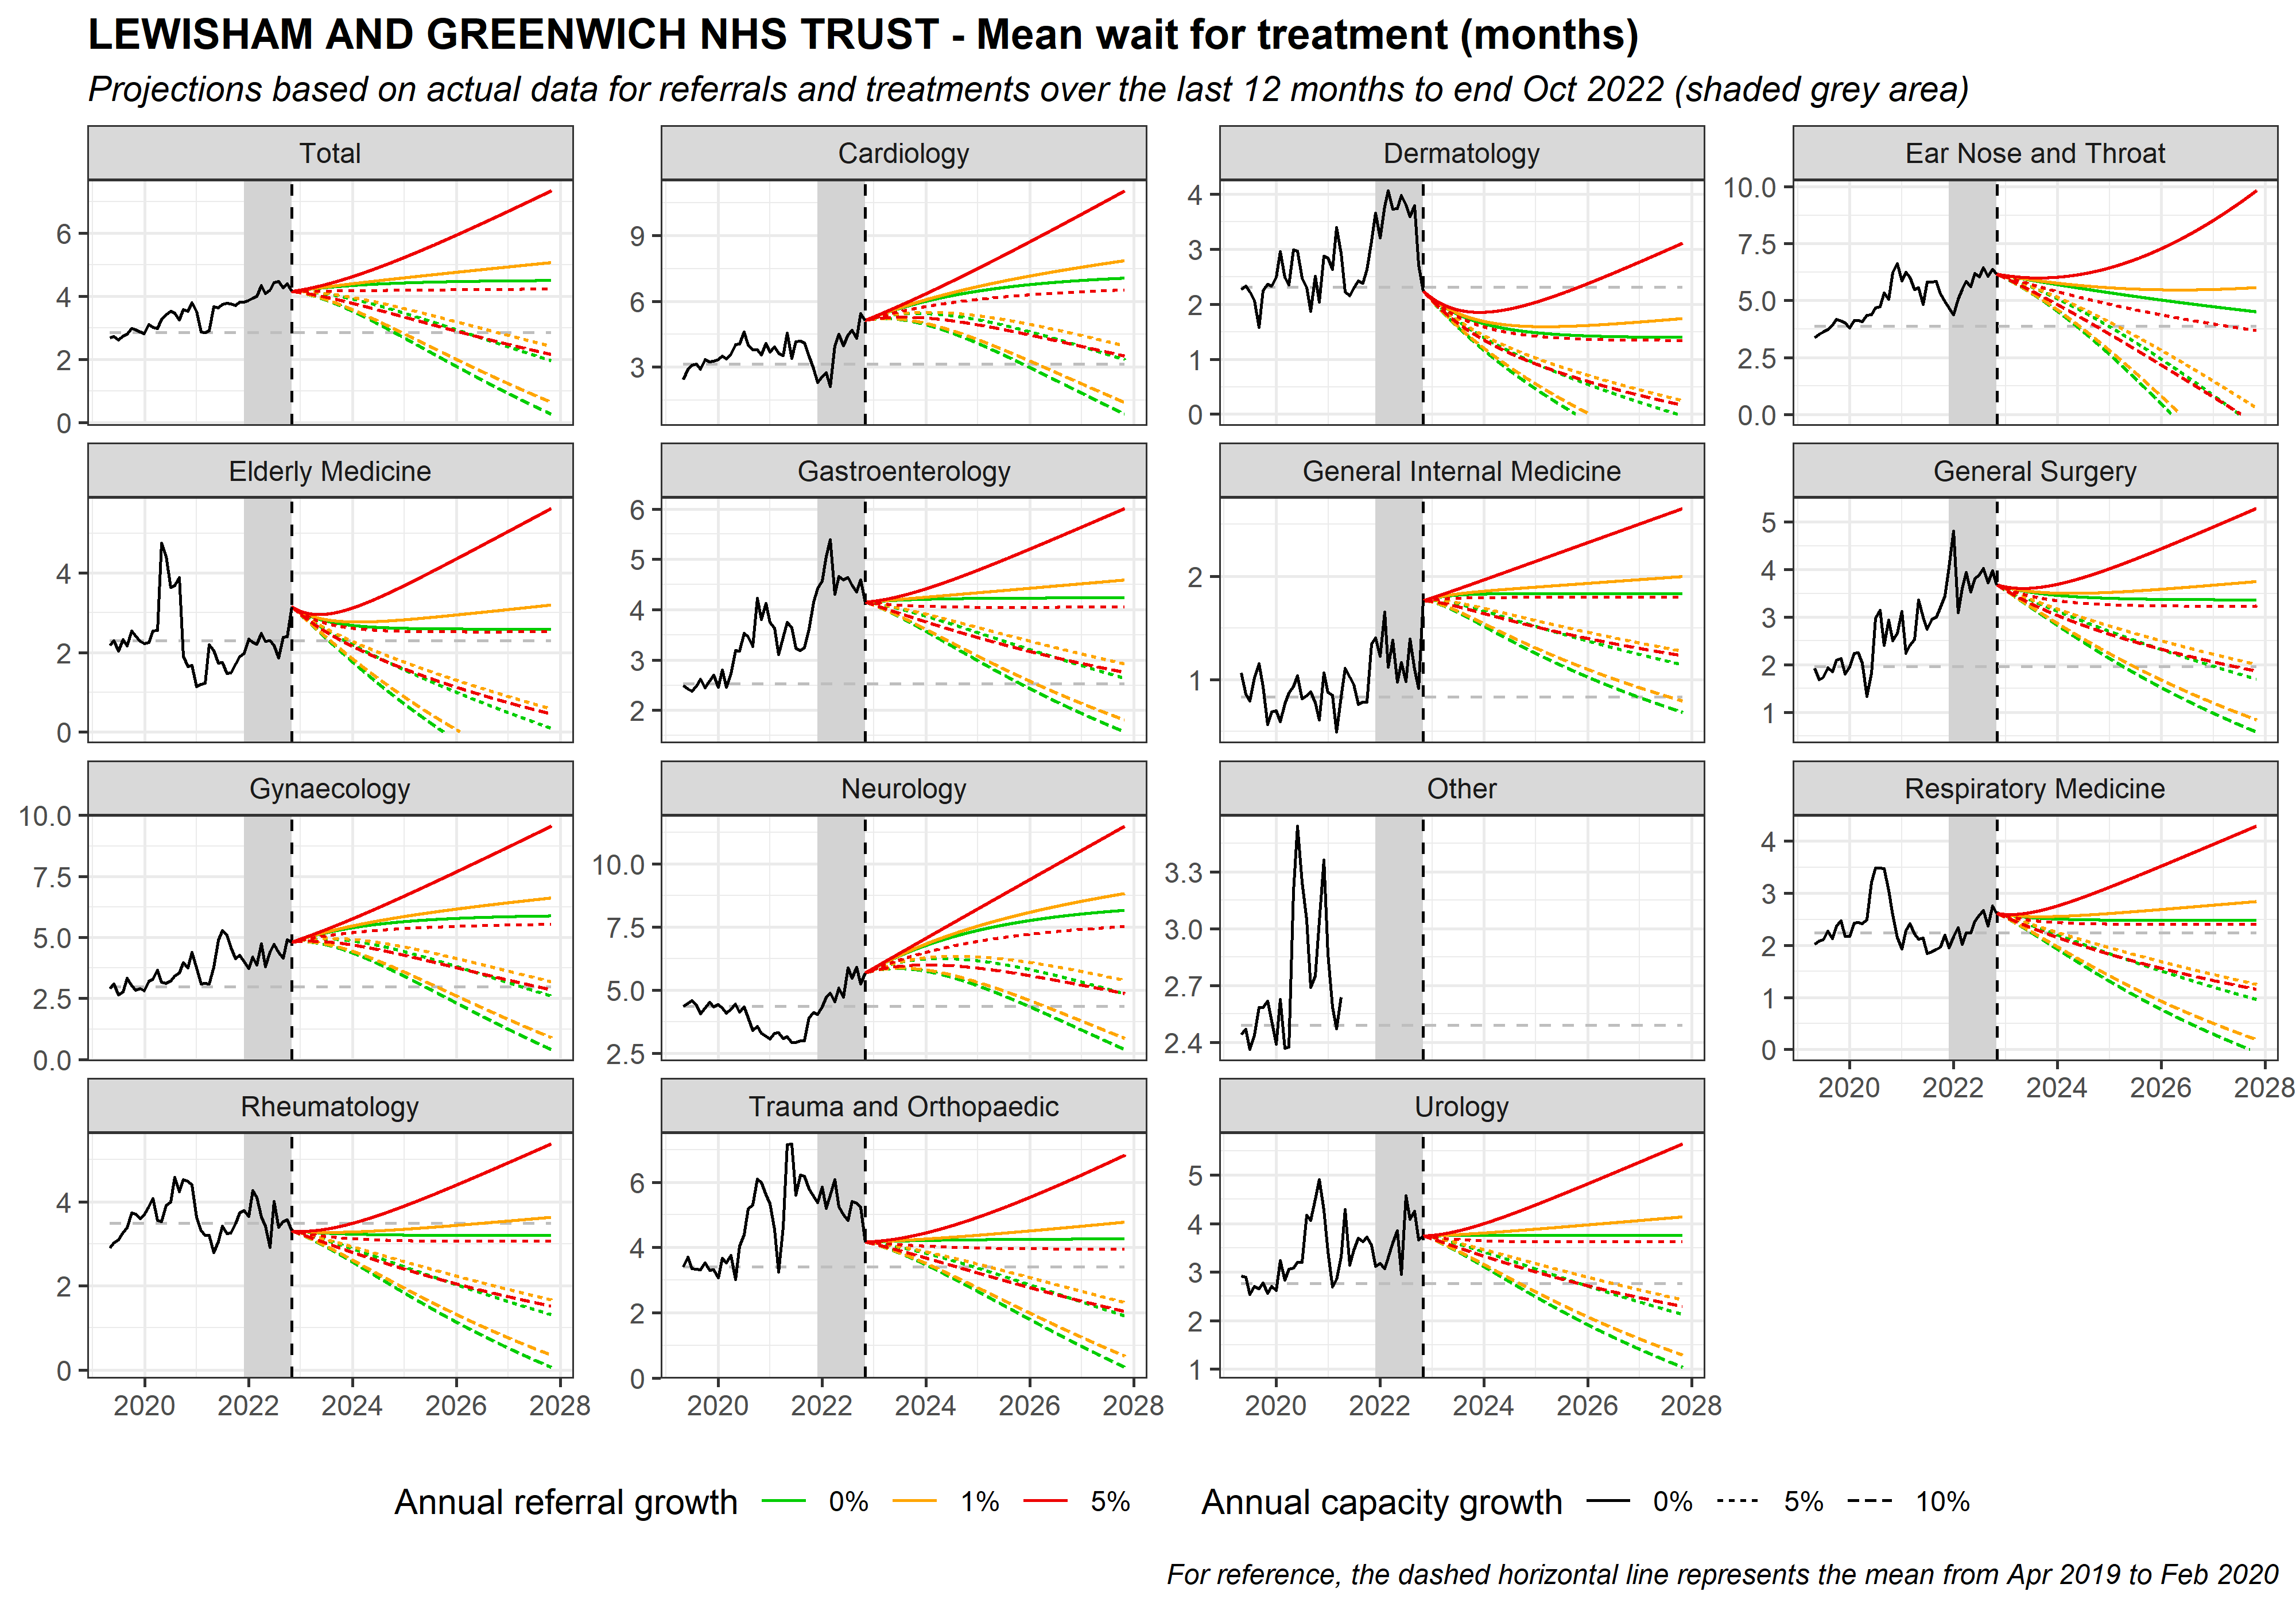 LEWISHAM AND GREENWICH NHS TRUST - Mean wait for treatment (months)
Projections based on actual data for referrals and treatments over the last 12 months to end Oct 2022 (shaded grey area)
Total
Cardiology
Dermatology
Ear Nose and Throat
6
4
2
0
9
6
3
4
3
2
1
0
10.0
7.5
5.0
2.5
0.0
Elderly Medicine
Gastroenterology
General Internal Medicine
General Surgery
4
2
0
6
5
4
3
2
2
1
5
4
3
2
1
Gynaecology
Neurology
Other
Respiratory Medicine
10.0
7.5
5.0
2.5
0.0
10.0
7.5
5.0
2.5
3.3
3.0
2.7
2.4
4
3
2
1
0
2020 2022 2024 2026 2028
Rheumatology
Trauma and Orthopaedic
Urology
4
2
0
6
4
2
0
5
4
3
2
1
2020 2022 2024 2026 2028
2020 2022 2024 2026 2028
2020 2022 2024 2026 2028
Annual referral growth 0% 1% 5%
Annual capacity growth 0% 5% 10%
For reference, the dashed horizontal line represents the mean from Apr 2019 to Feb 2020